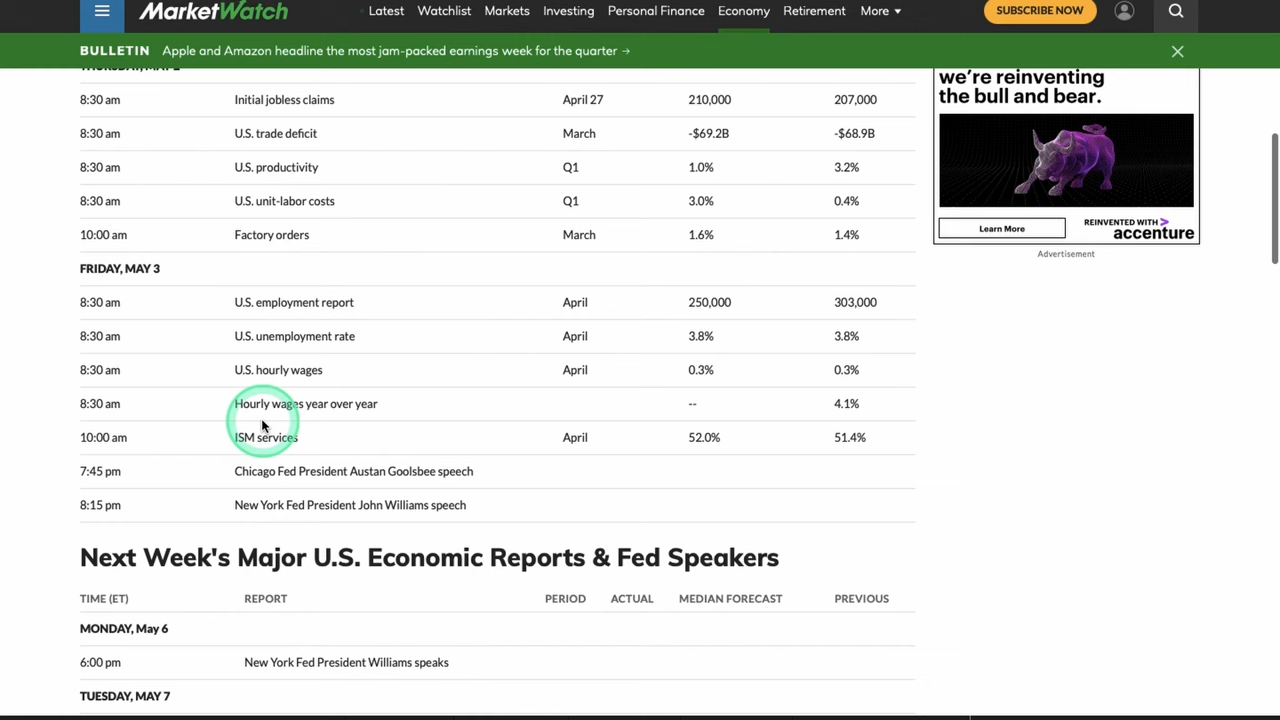 MarketWatch Latest Watchlist Markets Investing Personal Finance Economy Retirement More SUBSCRIBE NOW
BULLETIN Apple and Amazon headline the most jam-packed earnings week for the quarter →
8:30 am Initial jobless claims April 27 210,000 207,000
8:30 am U.S. trade deficit March -$69.2B -$68.9B
8:30 am U.S. productivity Q1 1.0% 3.2%
8:30 am U.S. unit-labor costs Q1 3.0% 0.4%
10:00 am Factory orders March 1.6% 1.4%
FRIDAY, MAY 3
8:30 am U.S. employment report April 250,000 303,000
8:30 am U.S. unemployment rate April 3.8% 3.8%
8:30 am U.S. hourly wages April 0.3% 0.3%
8:30 am Hourly wages year over year -- 4.1%
10:00 am ISM services April 52.0% 51.4%
7:45 pm Chicago Fed President Austan Goolsbee speech
8:15 pm New York Fed President John Williams speech
Next Week's Major U.S. Economic Reports & Fed Speakers
TIME (ET) REPORT PERIOD ACTUAL MEDIAN FORECAST PREVIOUS
MONDAY, May 6
6:00 pm New York Fed President Williams speaks
TUESDAY, MAY 7
we're reinventing
the bull and bear.
Learn More
REINVENTED WITH >
accenture
Advertisement